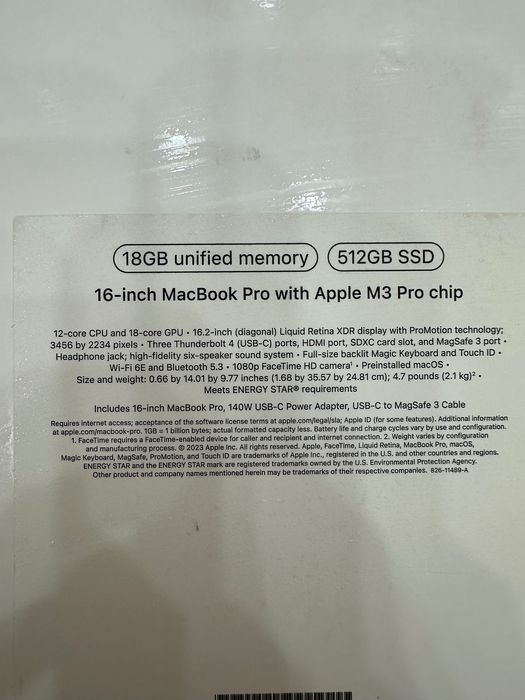 18GB unified memory 512GB SSD
16-inch MacBook Pro with Apple M3 Pro chip
12-core CPU and 18-core GPU • 16.2-inch (diagonal) Liquid Retina XDR display with ProMotion technology;
3456 by 2234 pixels • Three Thunderbolt 4 (USB-C) ports, HDMI port, SDXC card slot, and MagSafe 3 port •
Headphone jack; high-fidelity six-speaker sound system • Full-size backlit Magic Keyboard and Touch ID •
Wi-Fi 6E and Bluetooth 5.3 • 1080p FaceTime HD camera¹ • Preinstalled macOS •
Size and weight: 0.66 by 14.01 by 9.77 inches (1.68 by 35.57 by 24.81 cm); 4.7 pounds (2.1 kg)² •
Meets ENERGY STAR® requirements
Includes 16-inch MacBook Pro, 140W USB-C Power Adapter, USB-C to MagSafe 3 Cable
Requires internet access; acceptance of the software license terms at apple.com/legal/sla; Apple ID (for some features). Additional information
at apple.com/macbook-pro. 1GB = 1 billion bytes; actual formatted capacity less. Battery life and charge cycles vary by use and configuration.
1. FaceTime requires a FaceTime-enabled device for caller and recipient and internet connection. 2. Weight varies by configuration
and manufacturing process. © 2023 Apple Inc. All rights reserved. Apple, FaceTime, Liquid Retina, MacBook Pro, macOS,
Magic Keyboard, MagSafe, ProMotion, and Touch ID are trademarks of Apple Inc., registered in the U.S. and other countries and regions.
ENERGY STAR and the ENERGY STAR mark are registered trademarks owned by the U.S. Environmental Protection Agency.
Other product and company names mentioned herein may be trademarks of their respective companies. 826-11489-A